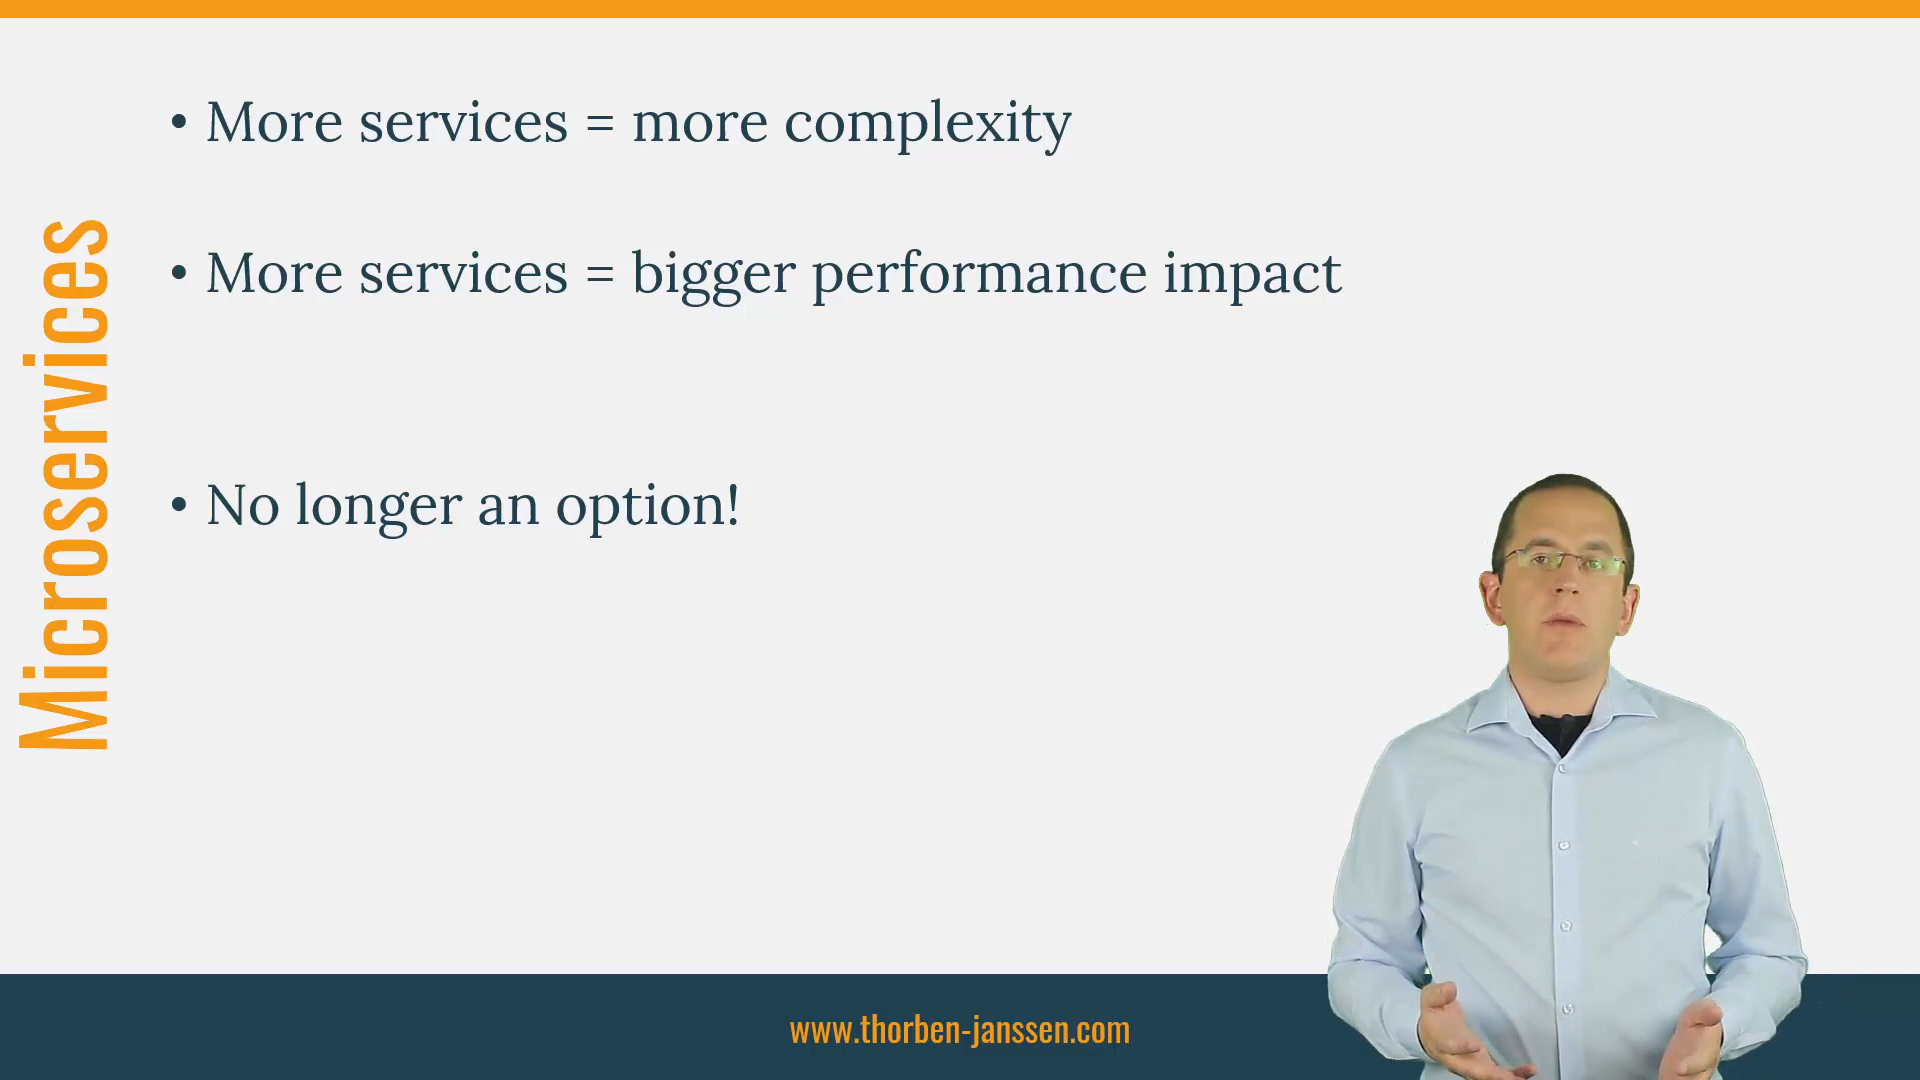 Microservices
• More services = more complexity
• More services = bigger performance impact
• No longer an option!
www.thorben-janssen.com